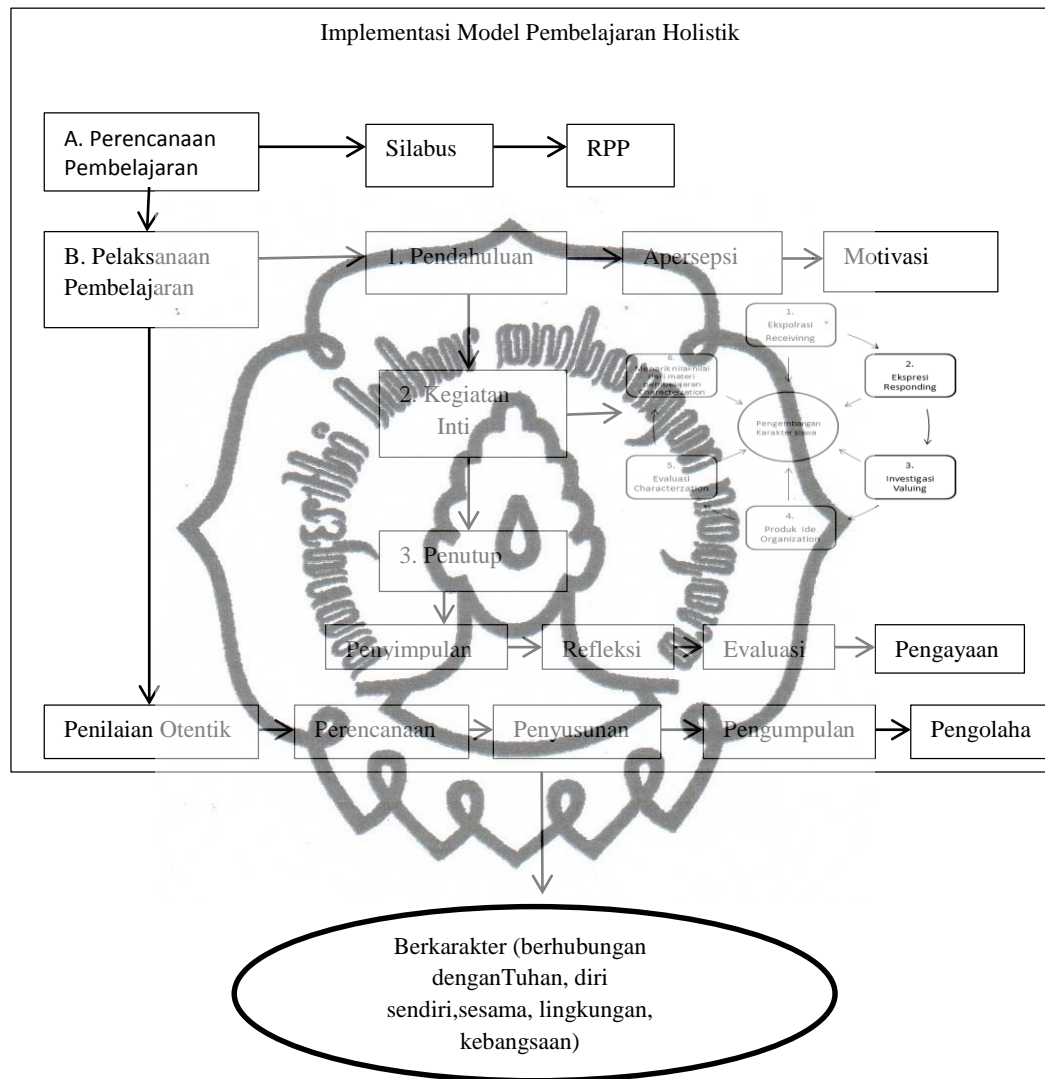 Implementasi Model Pembelajaran Holistik
A. Perencanaan
Pembelajaran
Silabus
RPP
B. Pelaksanaan
Pembelajaran
1. Pendahuluan
Apersepsi
Motivasi
1.
Ekspolrasi
Receivinng
2.
Ekspresi
Responding
3.
Investigasi
Valuing
4.
Produk Ide
Organization
5.
Evaluasi
Characterzation
6.
Menarik nilai-nilai
dari materi
pembelajaran
Characterization
Pengembangan
Karakter siswa
2. Kegiatan
Inti
3. Penutup
Penyimpulan
Refleksi
Evaluasi
Pengayaan
Penilaian Otentik
Perencanaan
Penyusunan
Pengumpulan
Pengolaha
Berkarakter (berhubungan
denganTuhan, diri
sendiri,sesama, lingkungan,
kebangsaan)